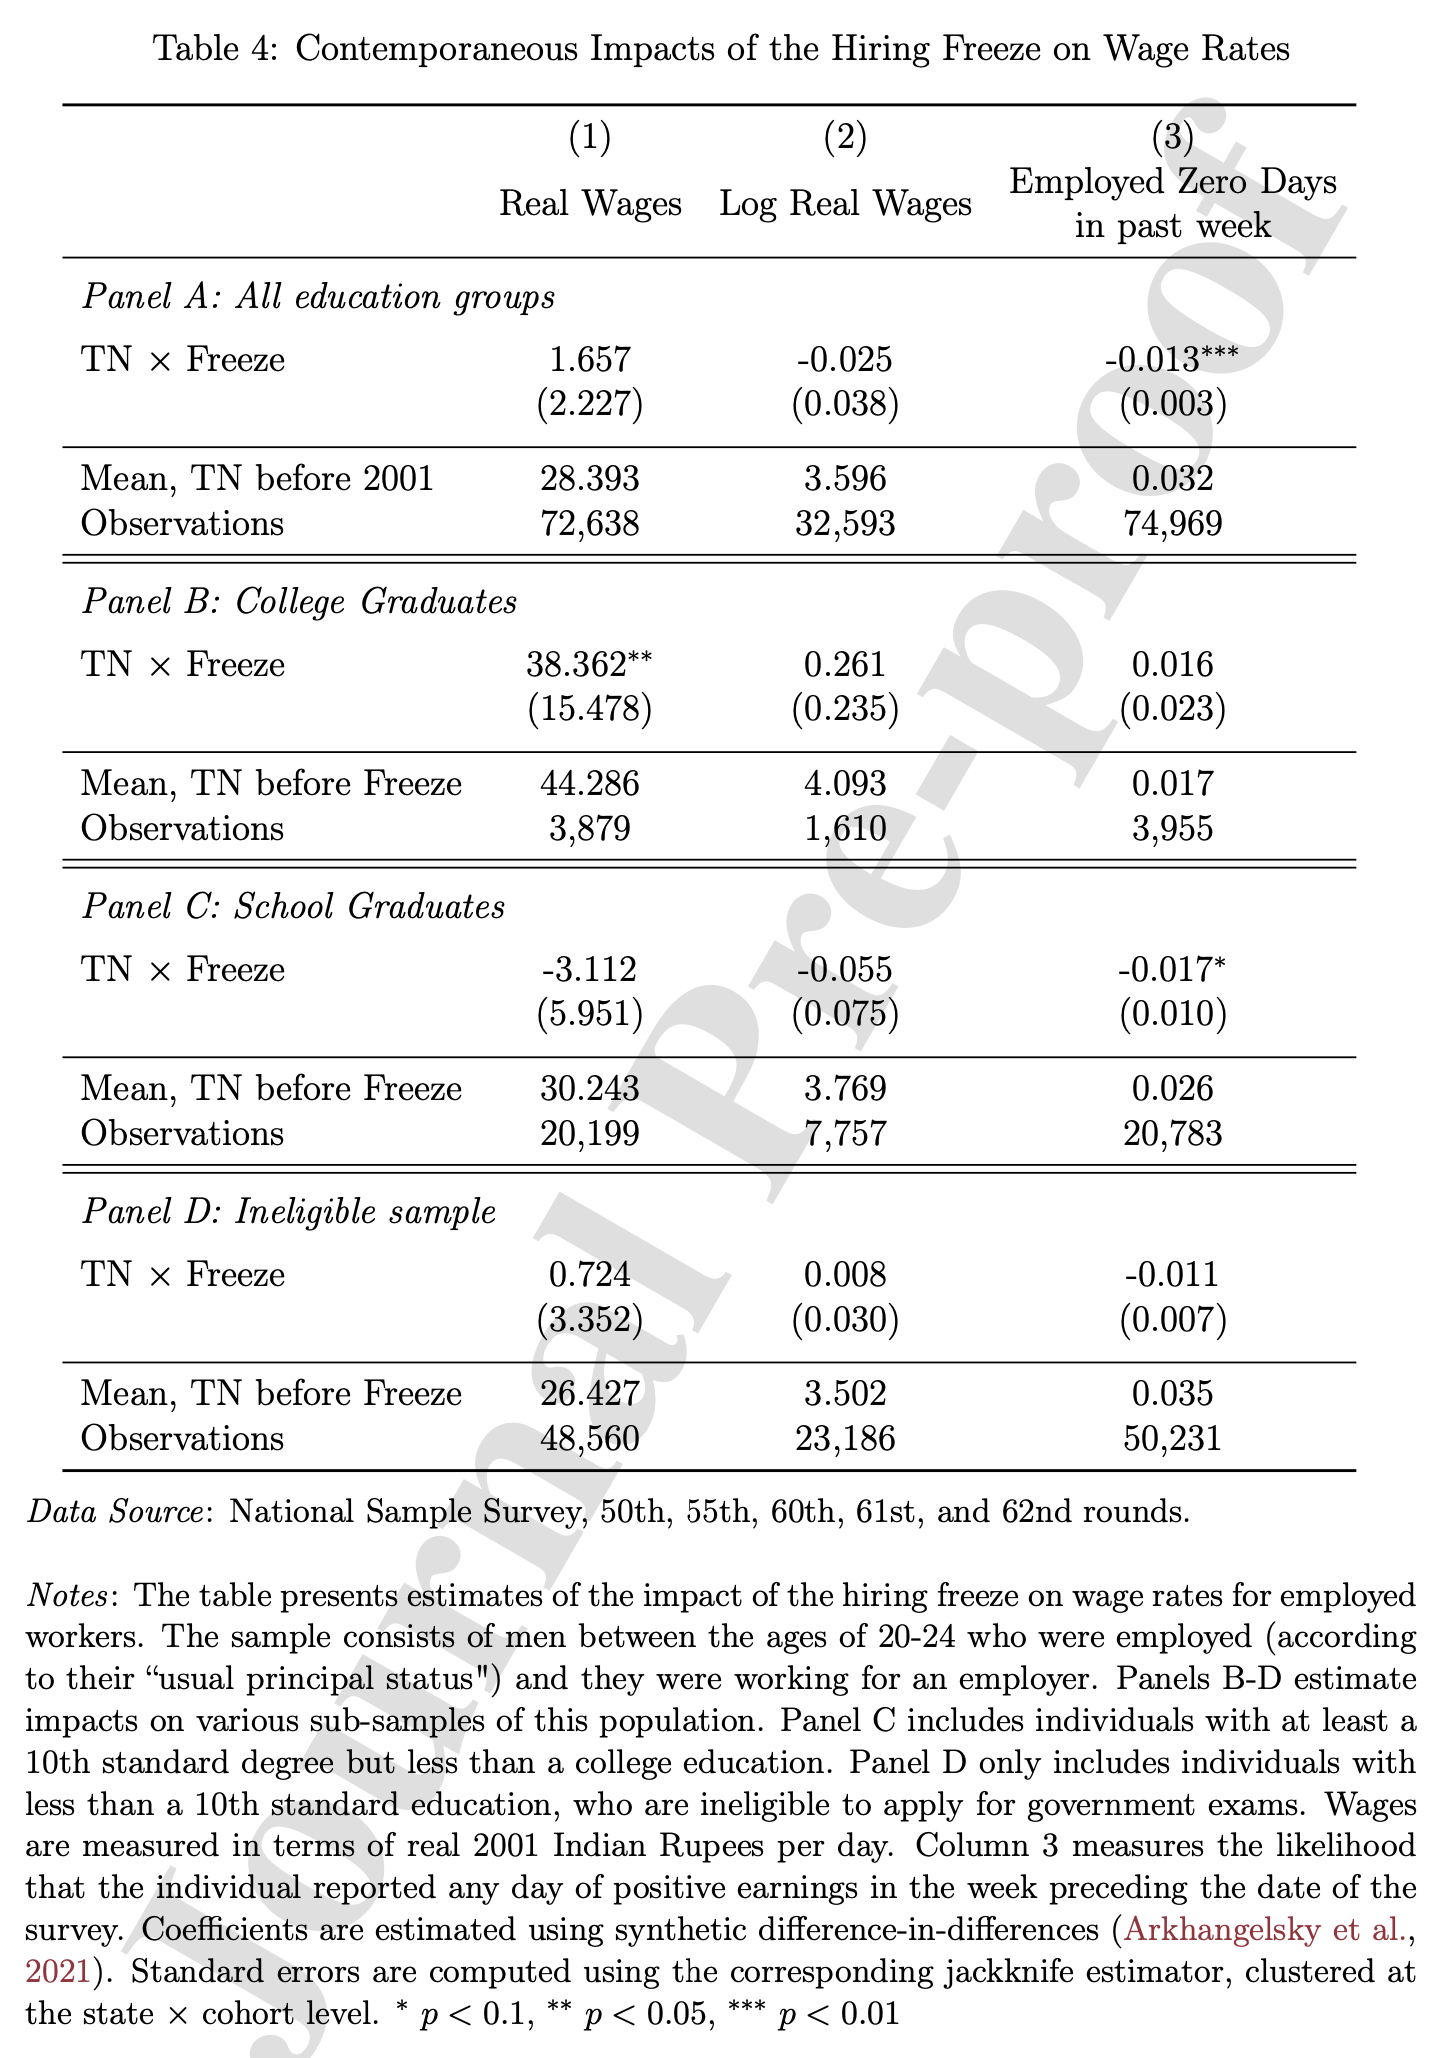 Table 4: Contemporaneous Impacts of the Hiring Freeze on Wage Rates
(1) (2) (3)
Real Wages Log Real Wages Employed Zero Days in past week
Panel A: All education groups
TN × Freeze 1.657 -0.025 -0.013***
(2.227) (0.038) (0.003)
Mean, TN before 2001 28.393 3.596 0.032
Observations 72,638 32,593 74,969
Panel B: College Graduates
TN × Freeze 38.362** 0.261 0.016
(15.478) (0.235) (0.023)
Mean, TN before Freeze 44.286 4.093 0.017
Observations 3,879 1,610 3,955
Panel C: School Graduates
TN × Freeze -3.112 -0.055 -0.017*
(5.951) (0.075) (0.010)
Mean, TN before Freeze 30.243 3.769 0.026
Observations 20,199 7,757 20,783
Panel D: Ineligible sample
TN × Freeze 0.724 0.008 -0.011
(3.352) (0.030) (0.007)
Mean, TN before Freeze 26.427 3.502 0.035
Observations 48,560 23,186 50,231
Data Source: National Sample Survey, 50th, 55th, 60th, 61st, and 62nd rounds.
Notes: The table presents estimates of the impact of the hiring freeze on wage rates for employed
workers. The sample consists of men between the ages of 20-24 who were employed (according
to their “usual principal status") and they were working for an employer. Panels B-D estimate
impacts on various sub-samples of this population. Panel C includes individuals with at least a
10th standard degree but less than a college education. Panel D only includes individuals with
less than a 10th standard education, who are ineligible to apply for government exams. Wages
are measured in terms of real 2001 Indian Rupees per day. Column 3 measures the likelihood
that the individual reported any day of positive earnings in the week preceding the date of the
survey. Coefficients are estimated using synthetic difference-in-differences (Arkhangelsky et al.,
2021). Standard errors are computed using the corresponding jackknife estimator, clustered at
the state × cohort level. * p < 0.1, ** p < 0.05, *** p < 0.01
Journal Pre-proof